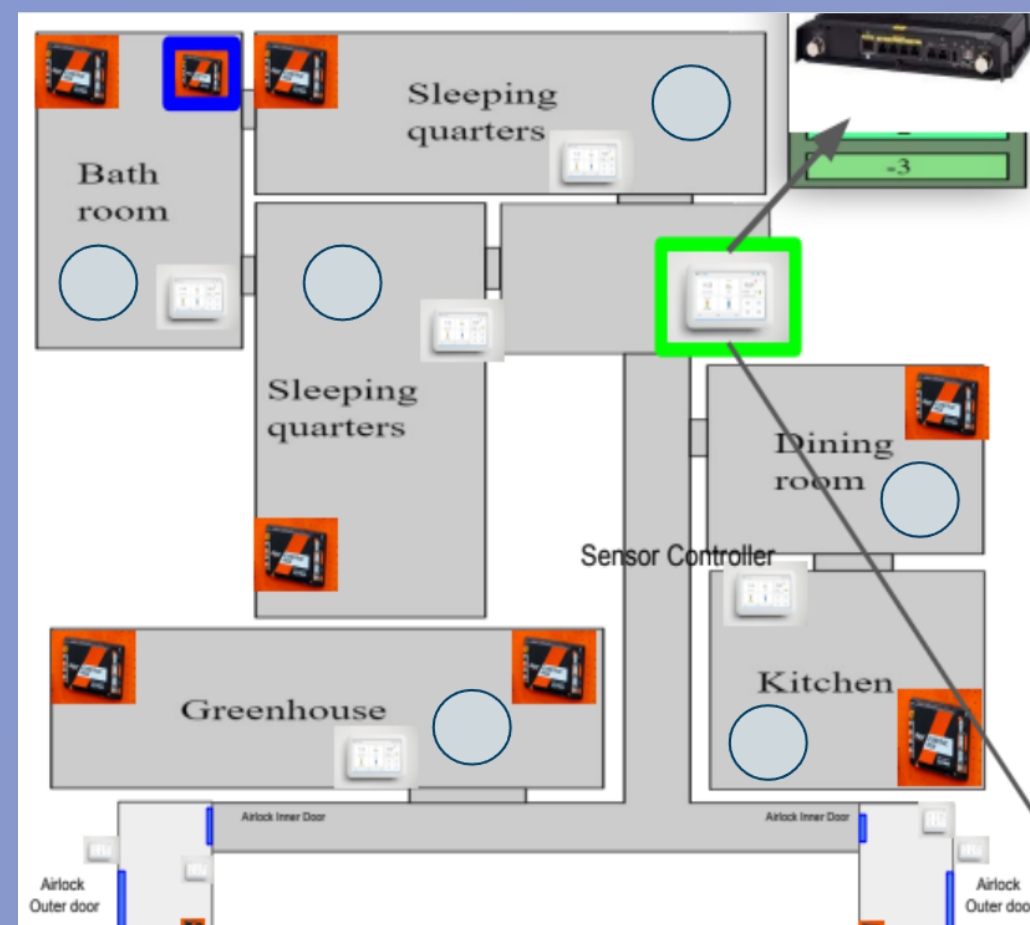 Sleeping
quarters
-3
Bath
room
Sleeping
quarters
Dining
room
Sensor Controller
Kitchen
Greenhouse
Airlock Inner Door
Airlock Inner Door
Airlock
Outer door
Airlock
Outer doo